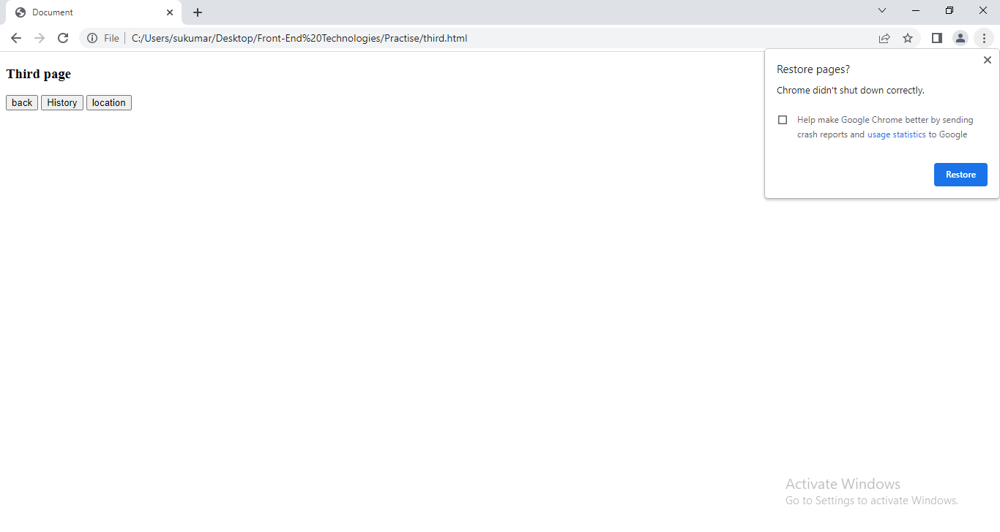 Document
File
C:/Users/sukumar/Desktop/Front-End%20Technologies/Practise/third.html
Third page
back History location
Restore pages?
Chrome didn't shut down correctly.
Help make Google Chrome better by sending
crash reports and usage statistics to Google
Restore
Activate Windows
Go to Settings to activate Windows.